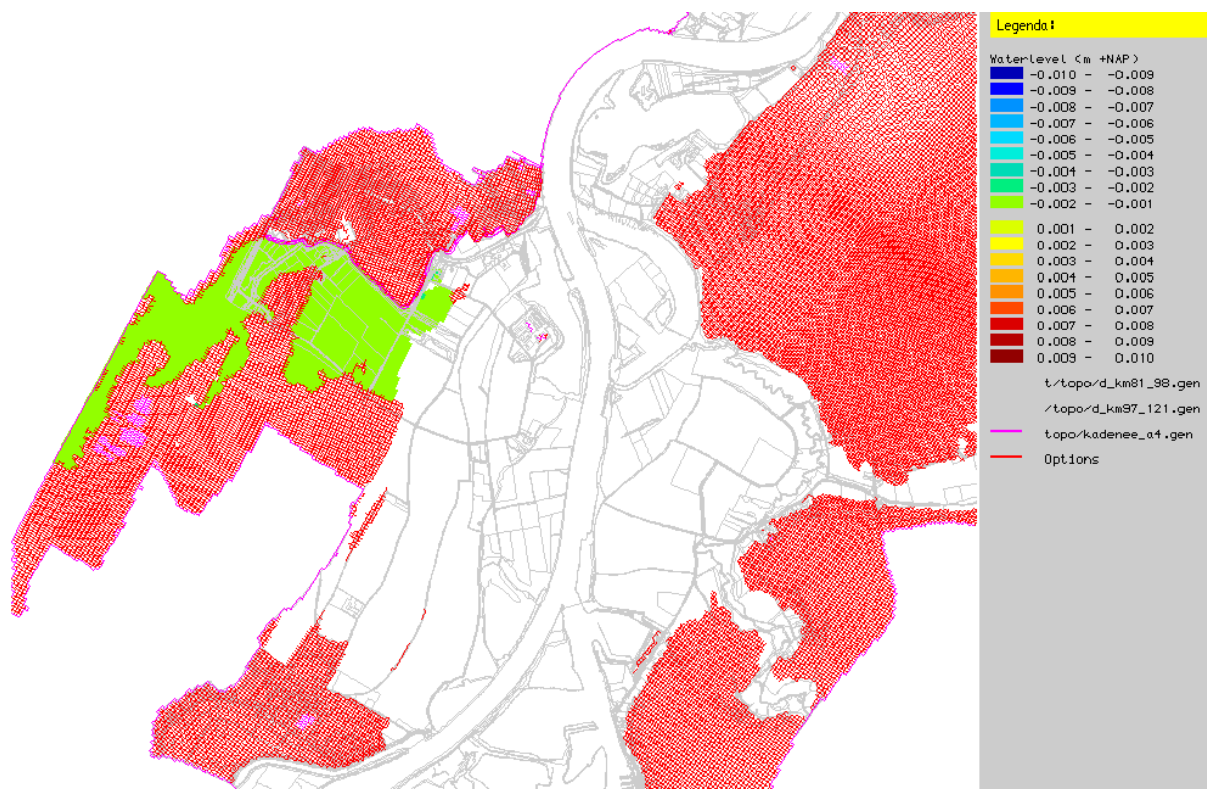 Legenda:
Waterlevel (m +NAP)
-0.010 - -0.009
-0.009 - -0.008
-0.008 - -0.007
-0.007 - -0.006
-0.006 - -0.005
-0.005 - -0.004
-0.004 - -0.003
-0.003 - -0.002
-0.002 - -0.001
0.001 - 0.002
0.002 - 0.003
0.003 - 0.004
0.004 - 0.005
0.005 - 0.006
0.006 - 0.007
0.007 - 0.008
0.008 - 0.009
0.009 - 0.010
t/topo/d_km81_98.gen
/topo/d_km97_121.gen
topo/kadenee_a4.gen
Options